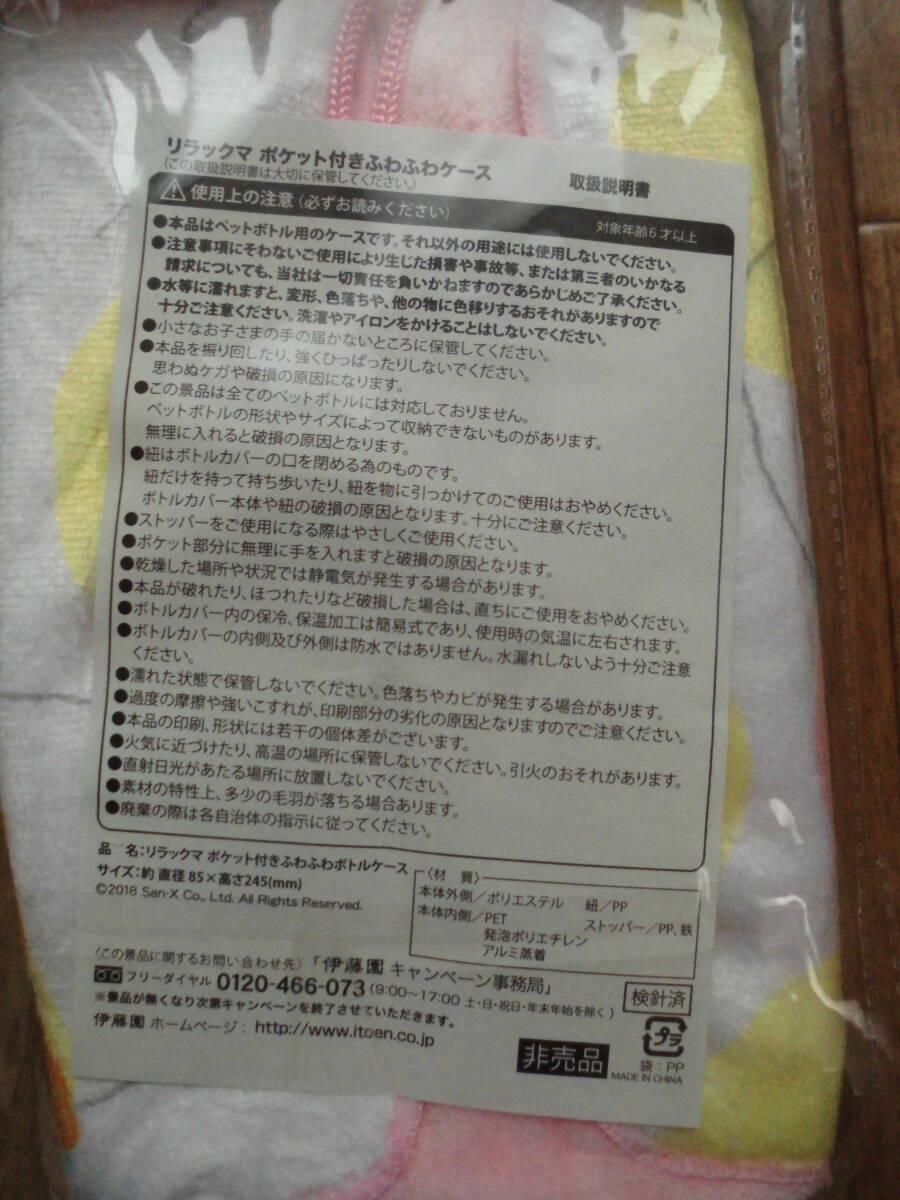 リラックマ ポケット付きふわふわケース 取扱説明書
(この取扱説明書は大切に保管してください。)
使用上の注意(必ずお読みください) 対象年齢6才以上
●本品はペットボトル用のケースです。それ以外の用途には使用しないでください。
●注意事項にそわないご使用により生じた損害や事故等、または第三者のいかなる
請求についても、当社は一切責任を負いかねますのであらかじめご了承ください。
●水等に濡れますと、変形、色落ちや、他の物に色移りするおそれがありますので
十分ご注意ください。洗濯やアイロンをかけることはしないでください。
●小さなお子さまの手の届かないところに保管してください。
●本品を振り回したり、強くひっぱったりしないでください。
思わぬケガや破損の原因になります。
●この景品は全てのペットボトルには対応しておりません。
ペットボトルの形状やサイズによって収納できないものがあります。
無理に入れると破損の原因となります。
●紐はボトルカバーの口を閉める為のものです。
紐だけを持って持ち歩いたり、紐を物に引っかけてのご使用はおやめください。
ボトルカバー本体や紐の破損の原因となります。十分にご注意ください。
●ストッパーをご使用になる際はやさしくご使用ください。
●ポケット部分に無理に手を入れますと破損の原因となります。
●乾燥した場所や状況では静電気が発生する場合があります。
●本品が破れたり、ほつれたりなど破損した場合は、直ちにご使用をおやめください。
●ボトルカバー内の保冷、保温加工は簡易式であり、使用時の気温に左右されます。
●ボトルカバーの内側及び外側は防水ではありません。水漏れしないよう十分ご注意
ください。
●濡れた状態で保管しないでください。色落ちやカビが発生する場合があります。
●過度の摩擦や強いこすれが、印刷部分の劣化の原因となりますのでご注意ください。
●本品の印刷、形状には若干の個体差がございます。
●火気に近づけたり、高温の場所に保管しないでください。引火のおそれがあります。
●直射日光があたる場所に放置しないでください。
●素材の特性上、多少の毛羽が落ちる場合あります。
●廃棄の際は各自治体の指示に従ってください。
品 名:リラックマ ポケット付きふわふわボトルケース
サイズ:約 直径85×高さ245(mm)
©2018 San-X Co., Ltd. All Rights Reserved.
〈材 質〉
本体外側/ポリエステル 紐/PP
本体内側/PET ストッパー/PP、鉄
発泡ポリエチレン
アルミ蒸着
〈この景品に関するお問い合わせ先〉「伊藤園 キャンペーン事務局」
フリーダイヤル 0120-466-073(9:00~17:00 土・日・祝日・年末年始を除く)
※景品が無くなり次第キャンペーンを終了させていただきます。
伊藤園 ホームページ: http://www.itoen.co.jp
検針済
非売品
プラ
袋:PP
MADE IN CHINA